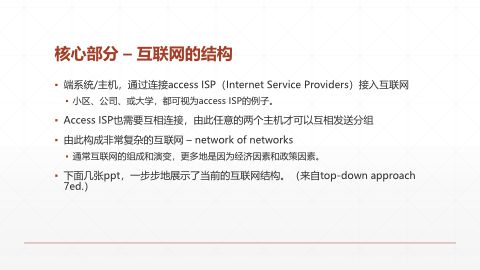 核心部分 – 互联网的结构
端系统/主机，通过连接access ISP（Internet Service Providers）接入互联网
小区、公司、或大学，都可视为access ISP的例子。
Access ISP也需要互相连接，由此任意的两个主机才可以互相发送分组
由此构成非常复杂的互联网 – network of networks
通常互联网的组成和演变，更多地是因为经济因素和政策因素。
下面几张ppt，一步步地展示了当前的互联网结构。（来自top-down approach
7ed.）